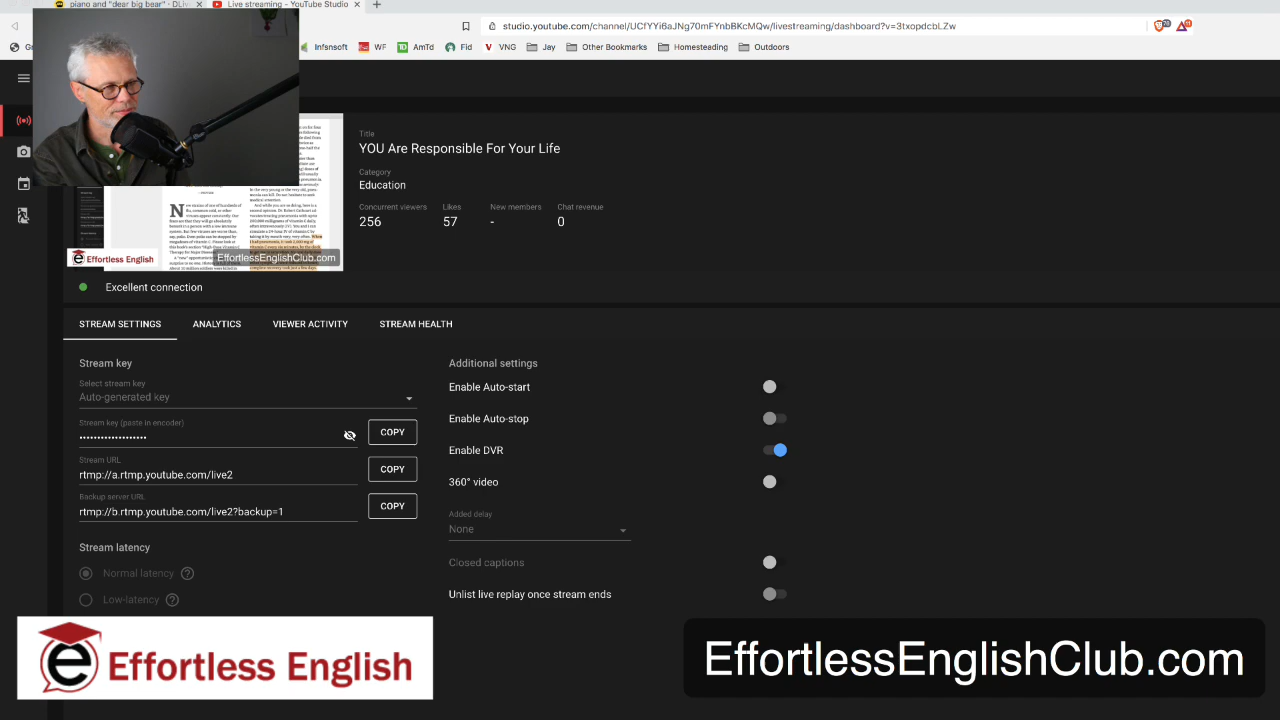 piano and "dear big bear" - DLiv
Live streaming - YouTube Studio
studio.youtube.com/channel/UCfYYi6aJNg70mFYnbBKcMQw/livestreaming/dashboard?v=3txopdcbLZw
Infsnsoft WF AmTd Fid VNG Jay Other Bookmarks Homesteading Outdoors
Title
YOU Are Responsible For Your Life
Category
Education
Concurrent viewers Likes New members Chat revenue
256 57 - 0
Effortless English
EffortlessEnglishClub.com
Excellent connection
STREAM SETTINGS ANALYTICS VIEWER ACTIVITY STREAM HEALTH
Stream key
Select stream key
Auto-generated key
Stream key (paste in encoder)
•••••••••••••••••••
COPY
Stream URL
rtmp://a.rtmp.youtube.com/live2
COPY
Backup server URL
rtmp://b.rtmp.youtube.com/live2?backup=1
COPY
Stream latency
Normal latency
Low-latency
Additional settings
Enable Auto-start
Enable Auto-stop
Enable DVR
360° video
Added delay
None
Closed captions
Unlist live replay once stream ends
e Effortless English
EffortlessEnglishClub.com